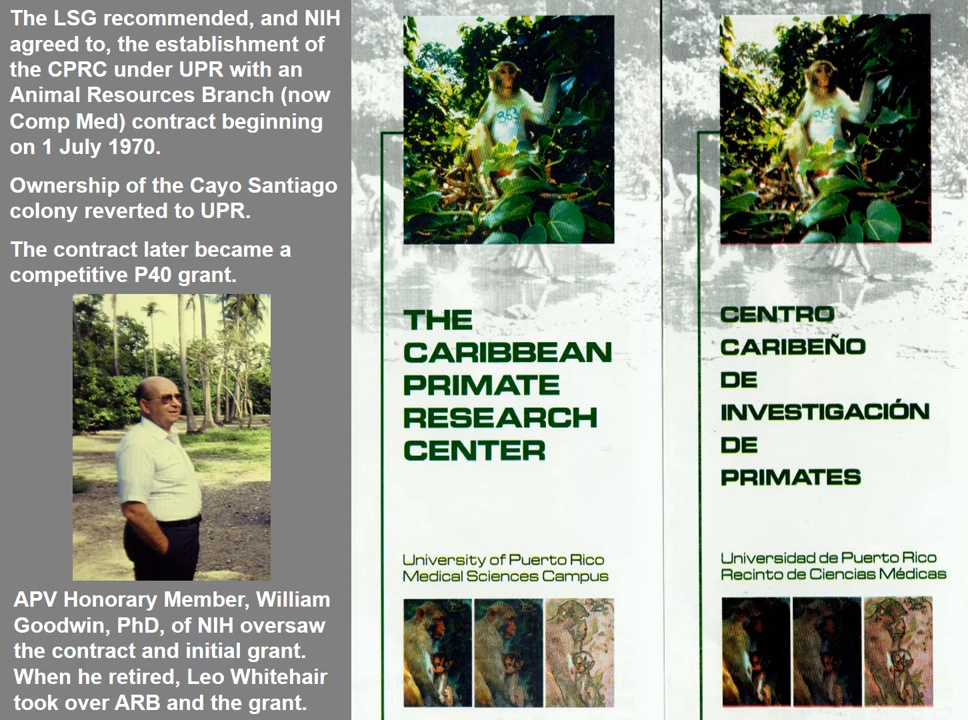 The LSG recommended, and NIH
agreed to, the establishment of
the CPRC under UPR with an
Animal Resources Branch (now
Comp Med) contract beginning
on 1 July 1970.
Ownership of the Cayo Santiago
colony reverted to UPR.
The contract later became a
competitive P40 grant.
APV Honorary Member, William
Goodwin, PhD, of NIH oversaw
the contract and initial grant.
When he retired, Leo Whitehair
took over ARB and the grant.
THE
CARIBBEAN
PRIMATE
RESEARCH
CENTER
University of Puerto Rico
Medical Sciences Campus
CENTRO
CARIBEÑO
DE
INVESTIGACIÓN
DE
PRIMATES
Universidad de Puerto Rico
Recinto de Ciencias Médicas